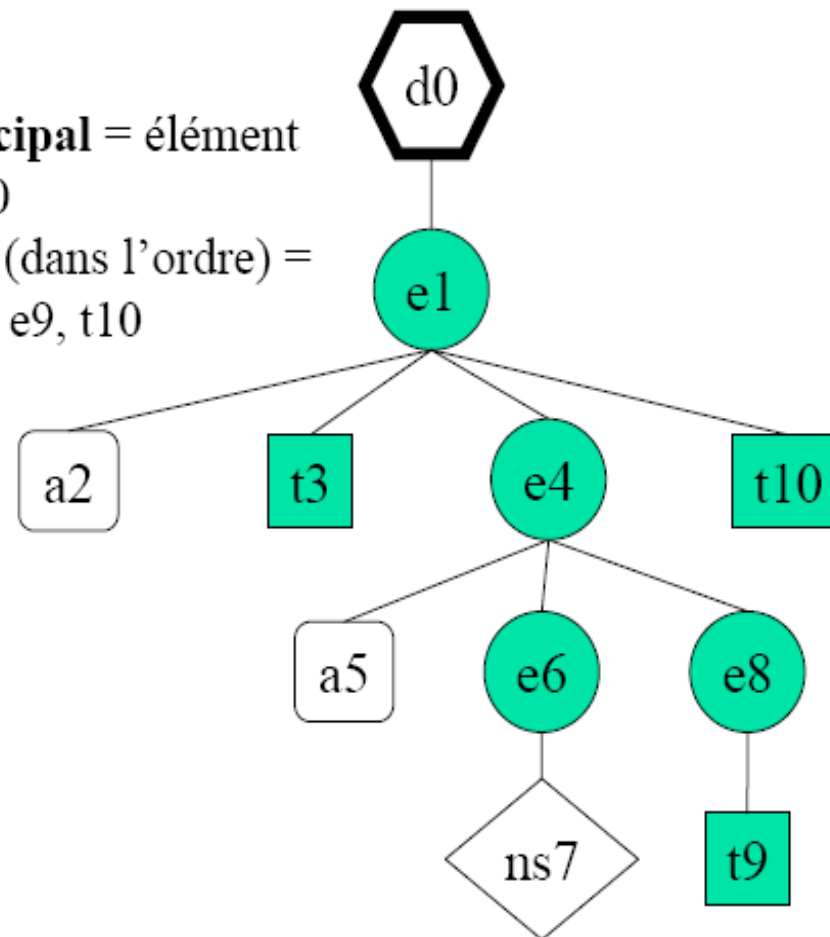 d0
cipal = élément
)
(dans l’ordre) =
e9, t10
e1
a2
t3
e4
t10
a5
e6
e8
ns7
t9